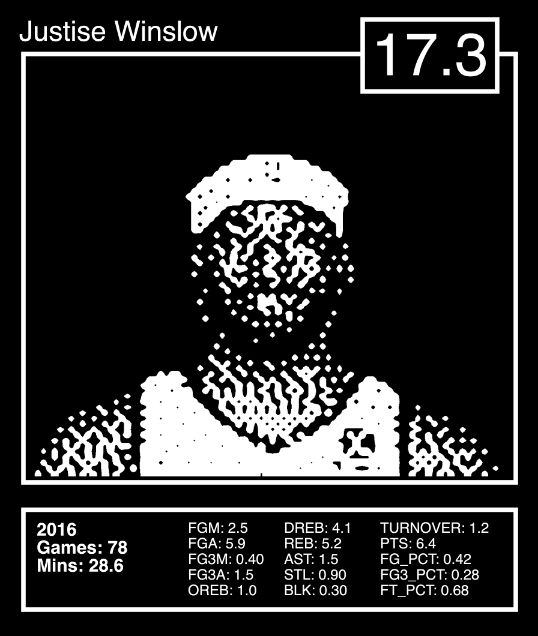 Justise Winslow
17.3
2016
Games: 78
Mins: 28.6
FGM: 2.5
FGA: 5.9
FG3M: 0.40
FG3A: 1.5
OREB: 1.0
DREB: 4.1
REB: 5.2
AST: 1.5
STL: 0.90
BLK: 0.30
TURNOVER: 1.2
PTS: 6.4
FG_PCT: 0.42
FG3_PCT: 0.28
FT_PCT: 0.68